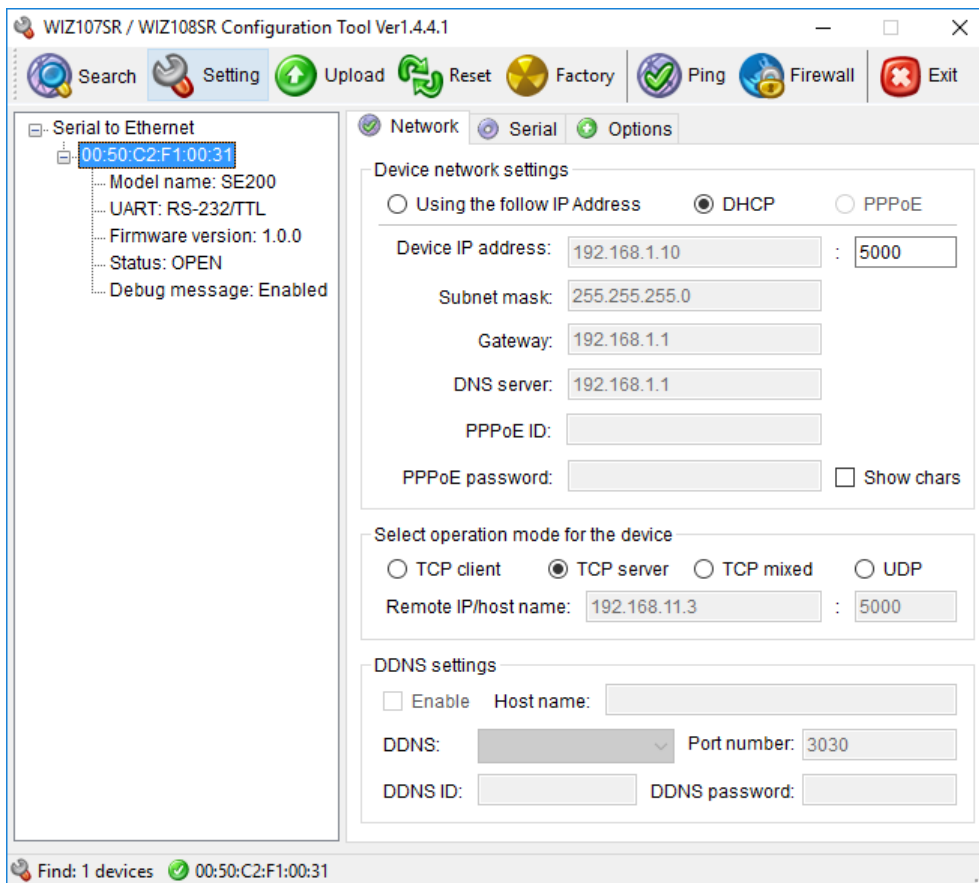 WIZ107SR / WIZ108SR Configuration Tool Ver1.4.4.1
Search Setting Upload Reset Factory Ping Firewall Exit
Serial to Ethernet
00:50:C2:F1:00:31
Model name: SE200
UART: RS-232/TTL
Firmware version: 1.0.0
Status: OPEN
Debug message: Enabled
Network Serial Options
Device network settings
Using the follow IP Address DHCP PPPoE
Device IP address: 192.168.1.10 : 5000
Subnet mask: 255.255.255.0
Gateway: 192.168.1.1
DNS server: 192.168.1.1
PPPoE ID:
PPPoE password: Show chars
Select operation mode for the device
TCP client TCP server TCP mixed UDP
Remote IP/host name: 192.168.11.3 : 5000
DDNS settings
Enable Host name:
DDNS: Port number: 3030
DDNS ID: DDNS password:
Find: 1 devices 00:50:C2:F1:00:31